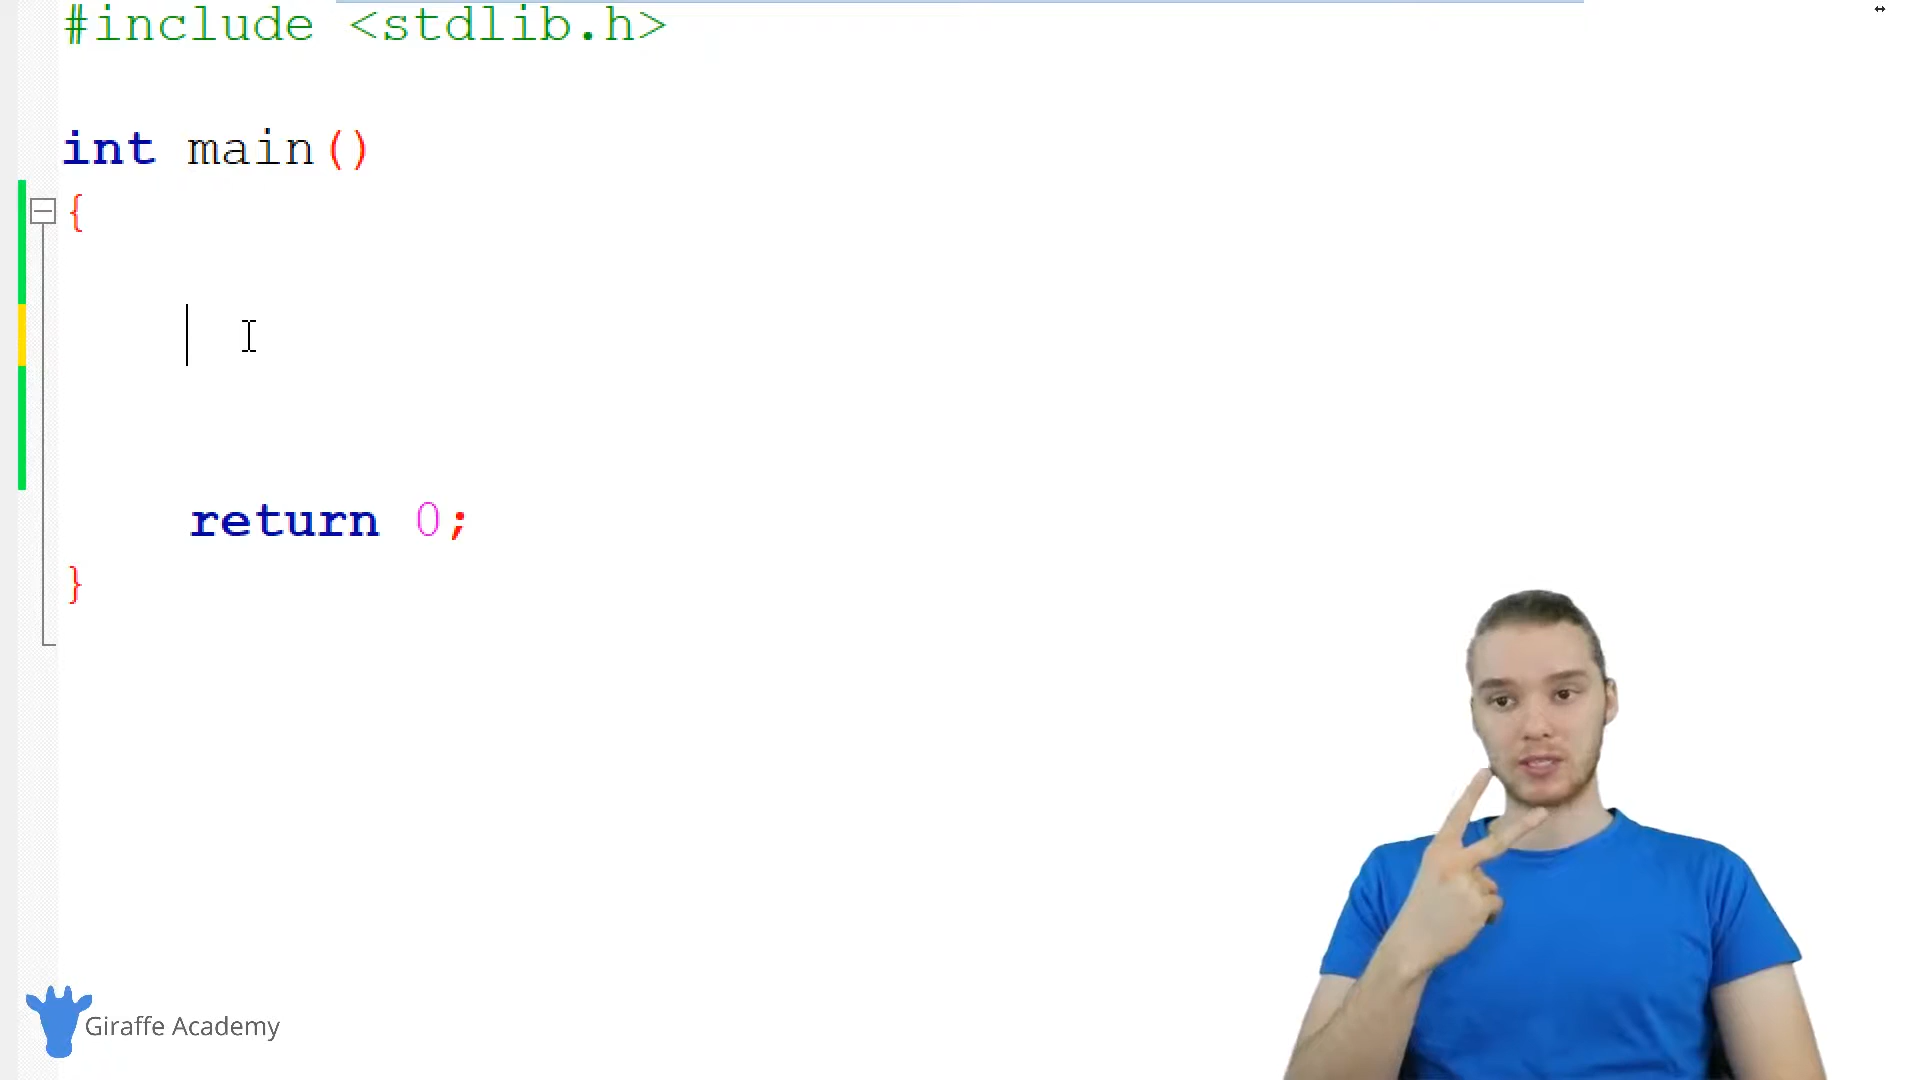 #include <stdlib.h>
int main()
{
return 0;
}
Giraffe Academy